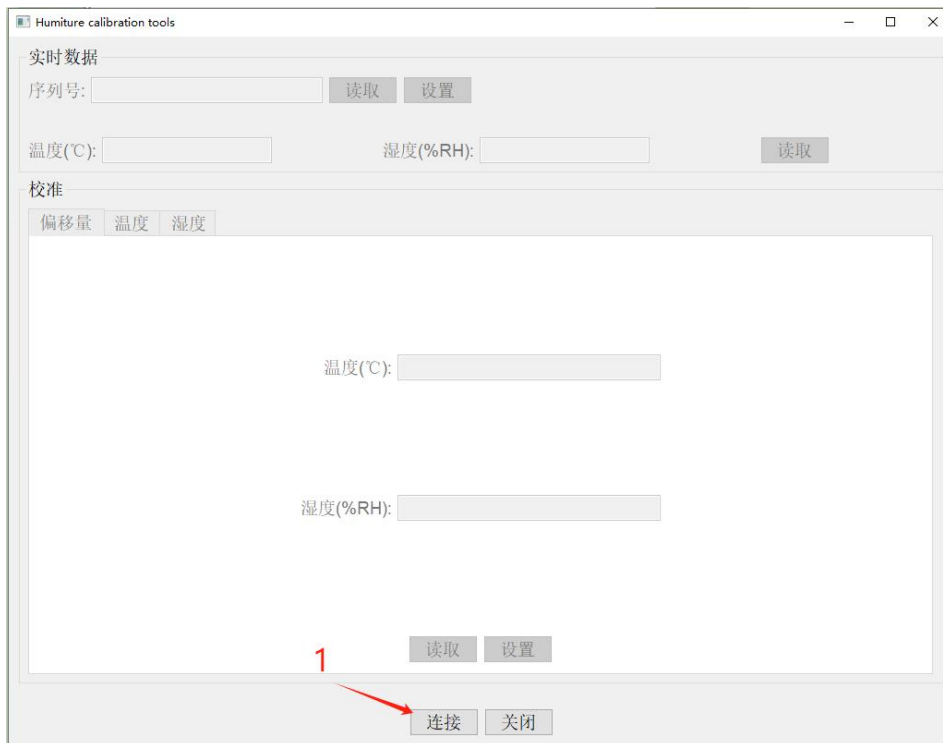 Humiture calibration tools
实时数据
序列号: 读取 设置
温度(℃): 湿度(%RH): 读取
校准
偏移量 温度 湿度
温度(℃):
湿度(%RH):
读取 设置
1
连接 关闭